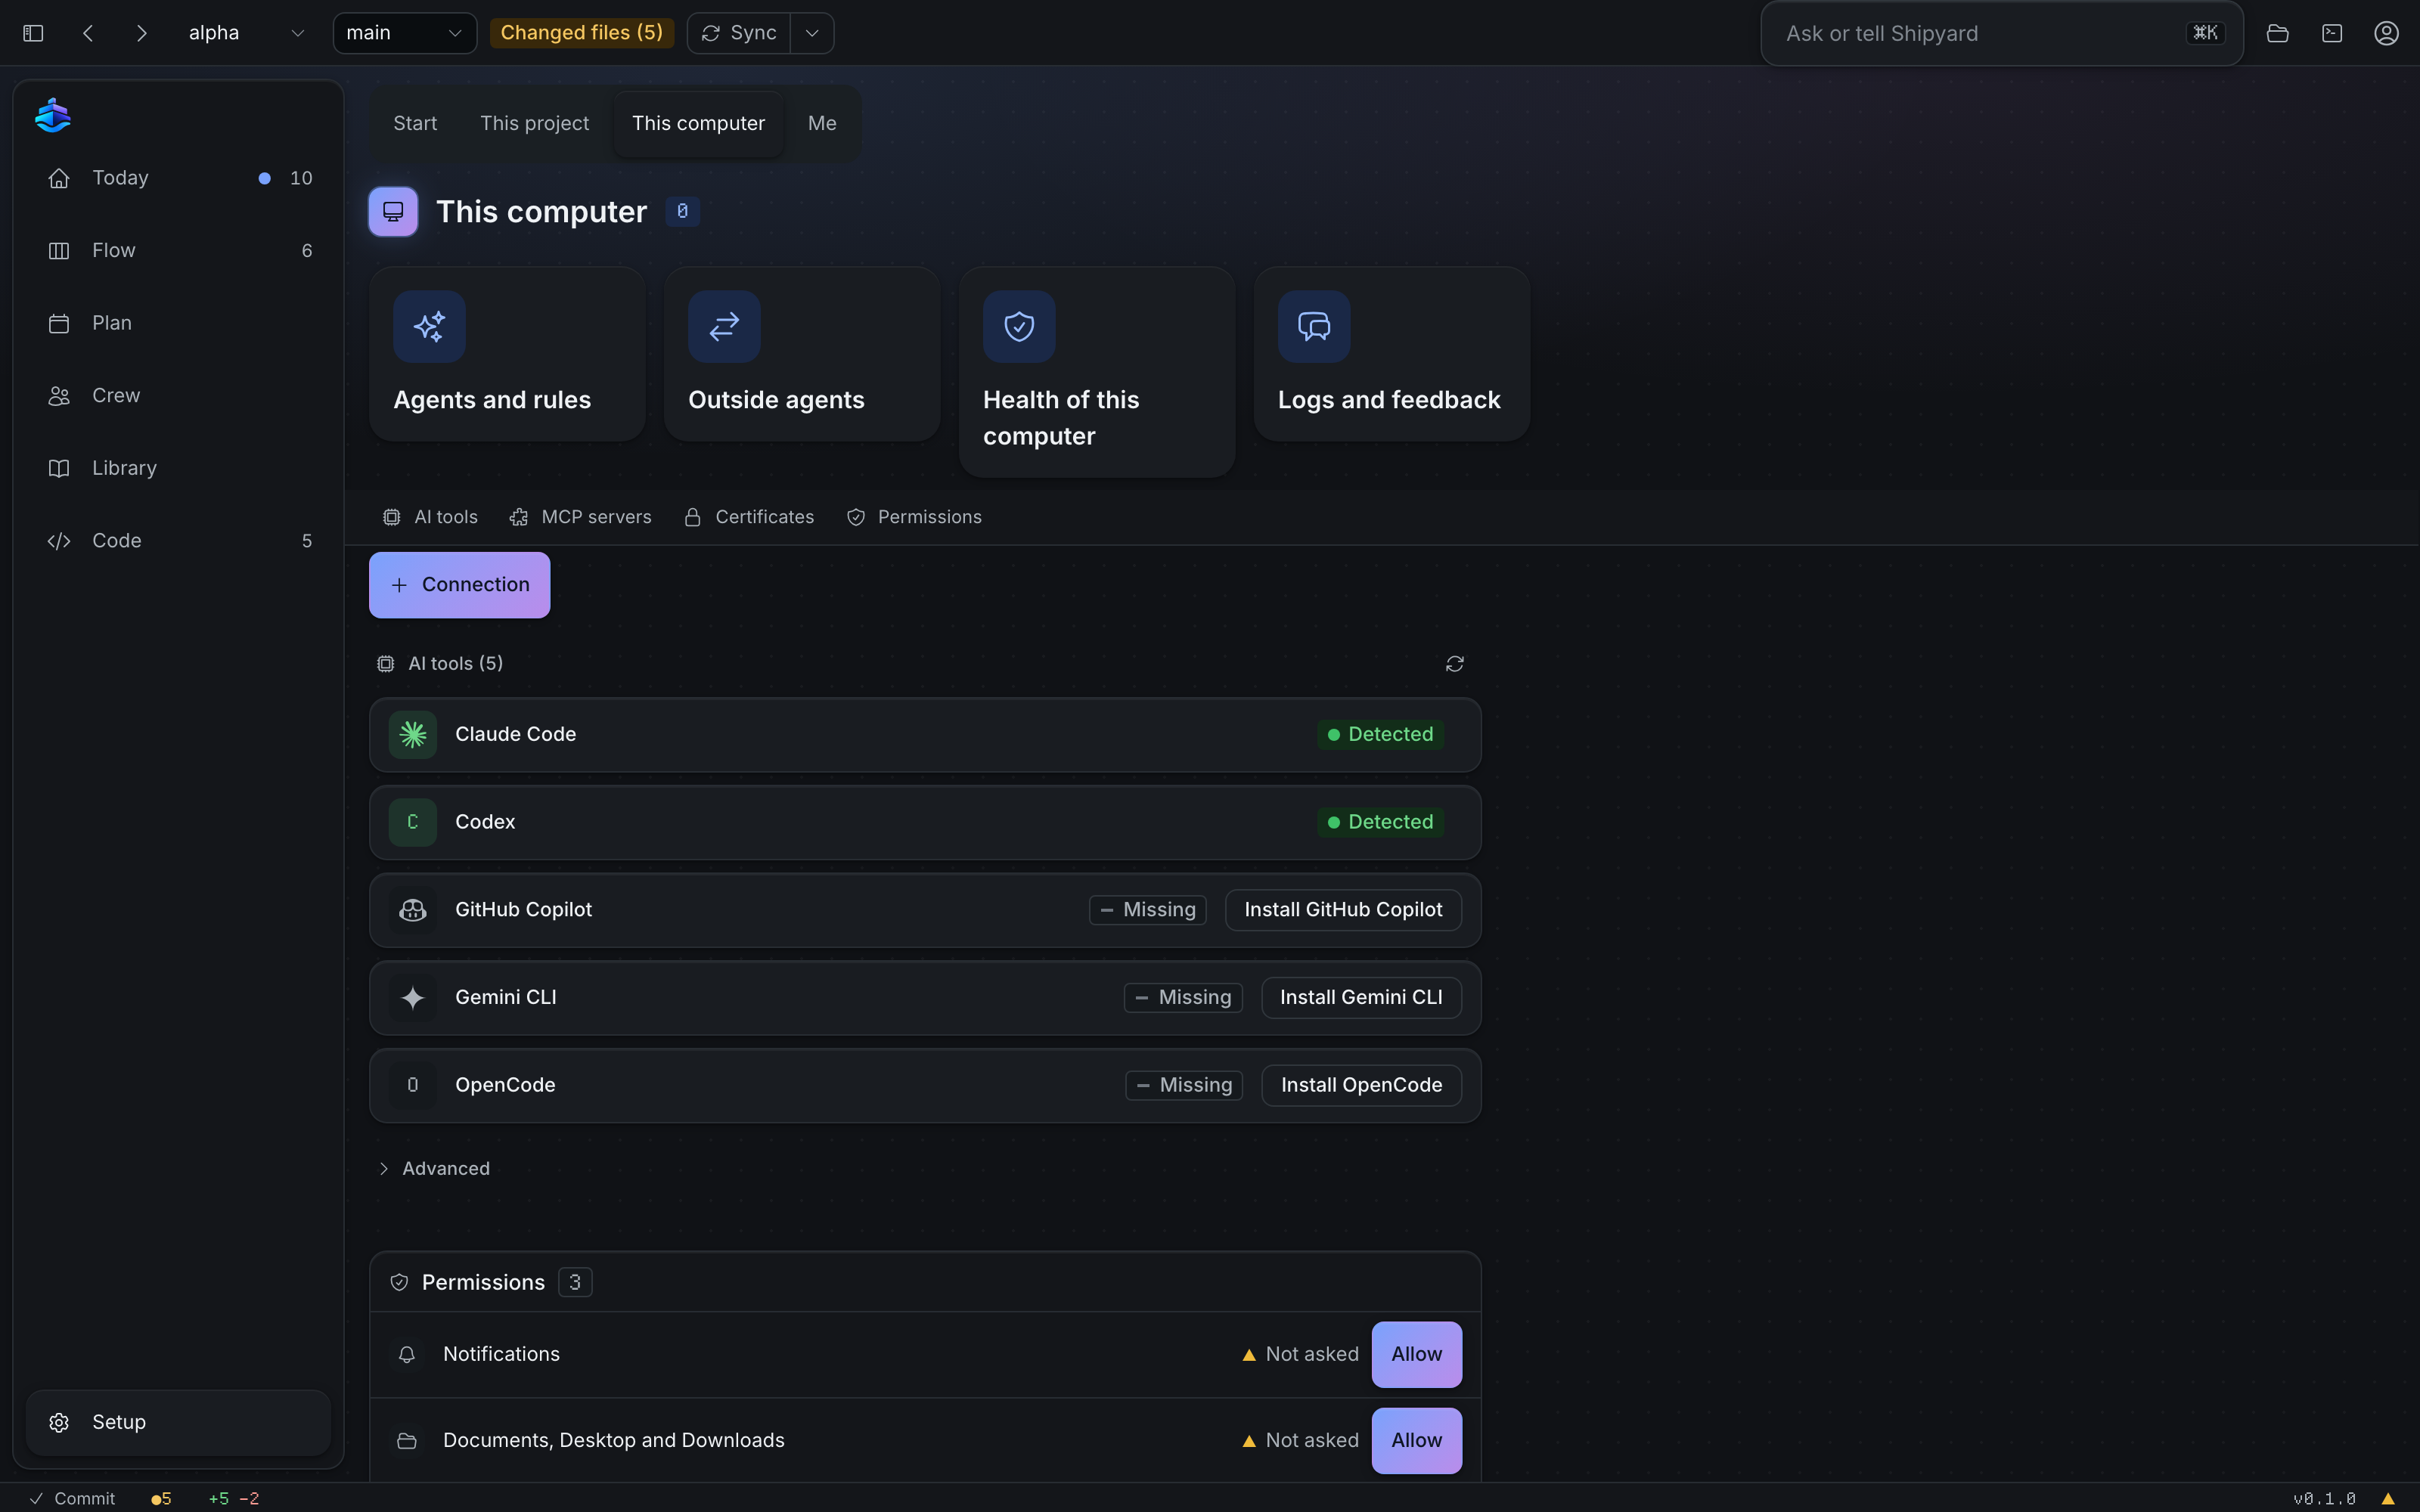 alpha
main
Changed files (5)
Sync
Ask or tell Shipyard
⌘K
Today 10
Flow 6
Plan
Crew
Library
Code 5
Setup
Start
This project
This computer
Me
This computer 0
Agents and rules
Outside agents
Health of this
computer
Logs and feedback
AI tools
MCP servers
Certificates
Permissions
+ Connection
AI tools (5)
Claude Code
Detected
C
Codex
Detected
GitHub Copilot
Missing
Install GitHub Copilot
Gemini CLI
Missing
Install Gemini CLI
O
OpenCode
Missing
Install OpenCode
Advanced
Permissions 3
Notifications
Not asked
Allow
Documents, Desktop and Downloads
Not asked
Allow
Commit
5
+5 −2
v0.1.0